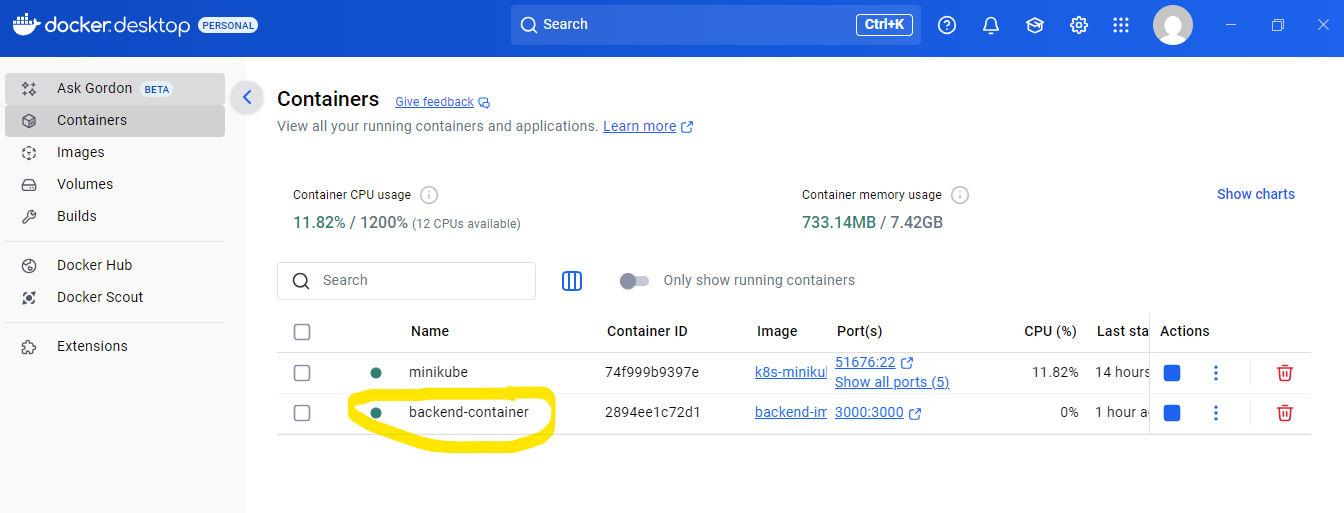 docker.desktop PERSONAL
Search Ctrl+K
Ask Gordon BETA
Containers
Images
Volumes
Builds
Docker Hub
Docker Scout
Extensions
Containers Give feedback
View all your running containers and applications. Learn more
Container CPU usage
11.82% / 1200% (12 CPUs available)
Container memory usage
733.14MB / 7.42GB
Show charts
Search
Only show running containers
Name Container ID Image Port(s) CPU (%) Last sta Actions
minikube 74f999b9397e k8s-miniku 51676:22 11.82% 14 hours
Show all ports (5)
backend-container 2894ee1c72d1 backend-im 3000:3000 0% 1 hour a